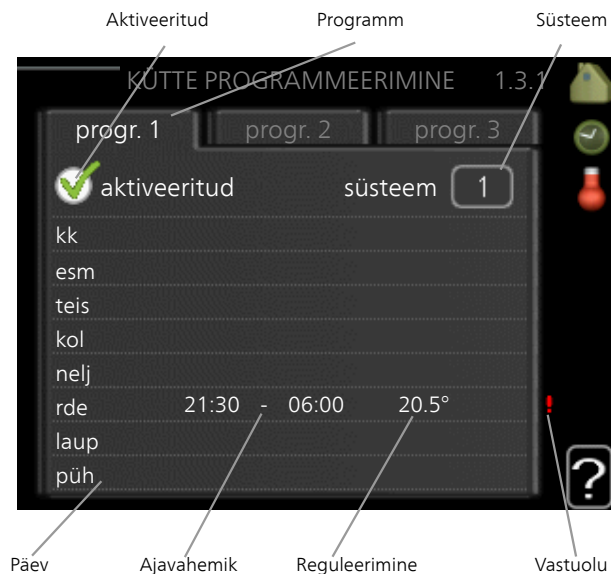 Aktiveeritud Programm Süsteem
KÜTTE PROGRAMMEERIMINE 1.3.1
progr. 1 progr. 2 progr. 3
aktiveeritud süsteem 1
kk
esm
teis
kol
nelj
rde 21:30 - 06:00 20.5° !
laup
püh
?
Päev Ajavahemik Reguleerimine Vastuolu